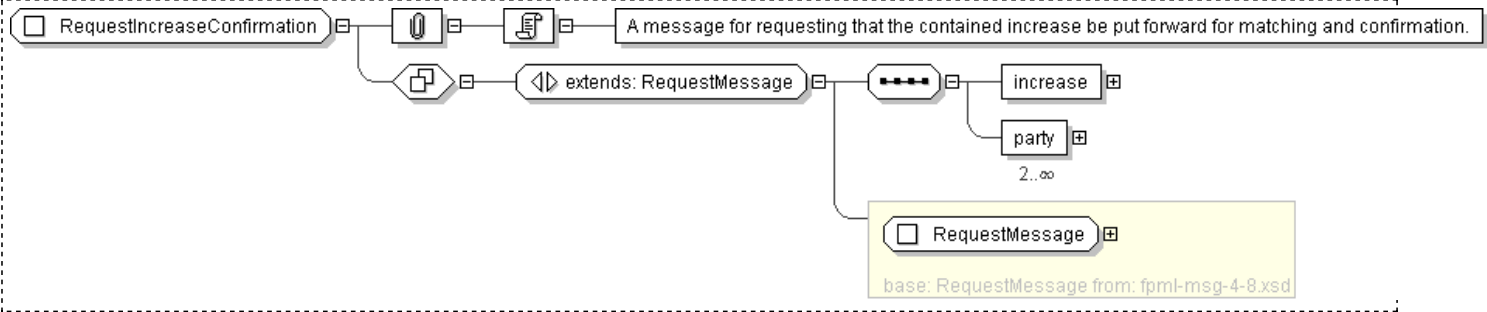 RequestIncreaseConfirmation
A message for requesting that the contained increase be put forward for matching and confirmation.
extends: RequestMessage
increase
party
2..∞
RequestMessage
base: RequestMessage from: fpml-msg-4-8.xsd